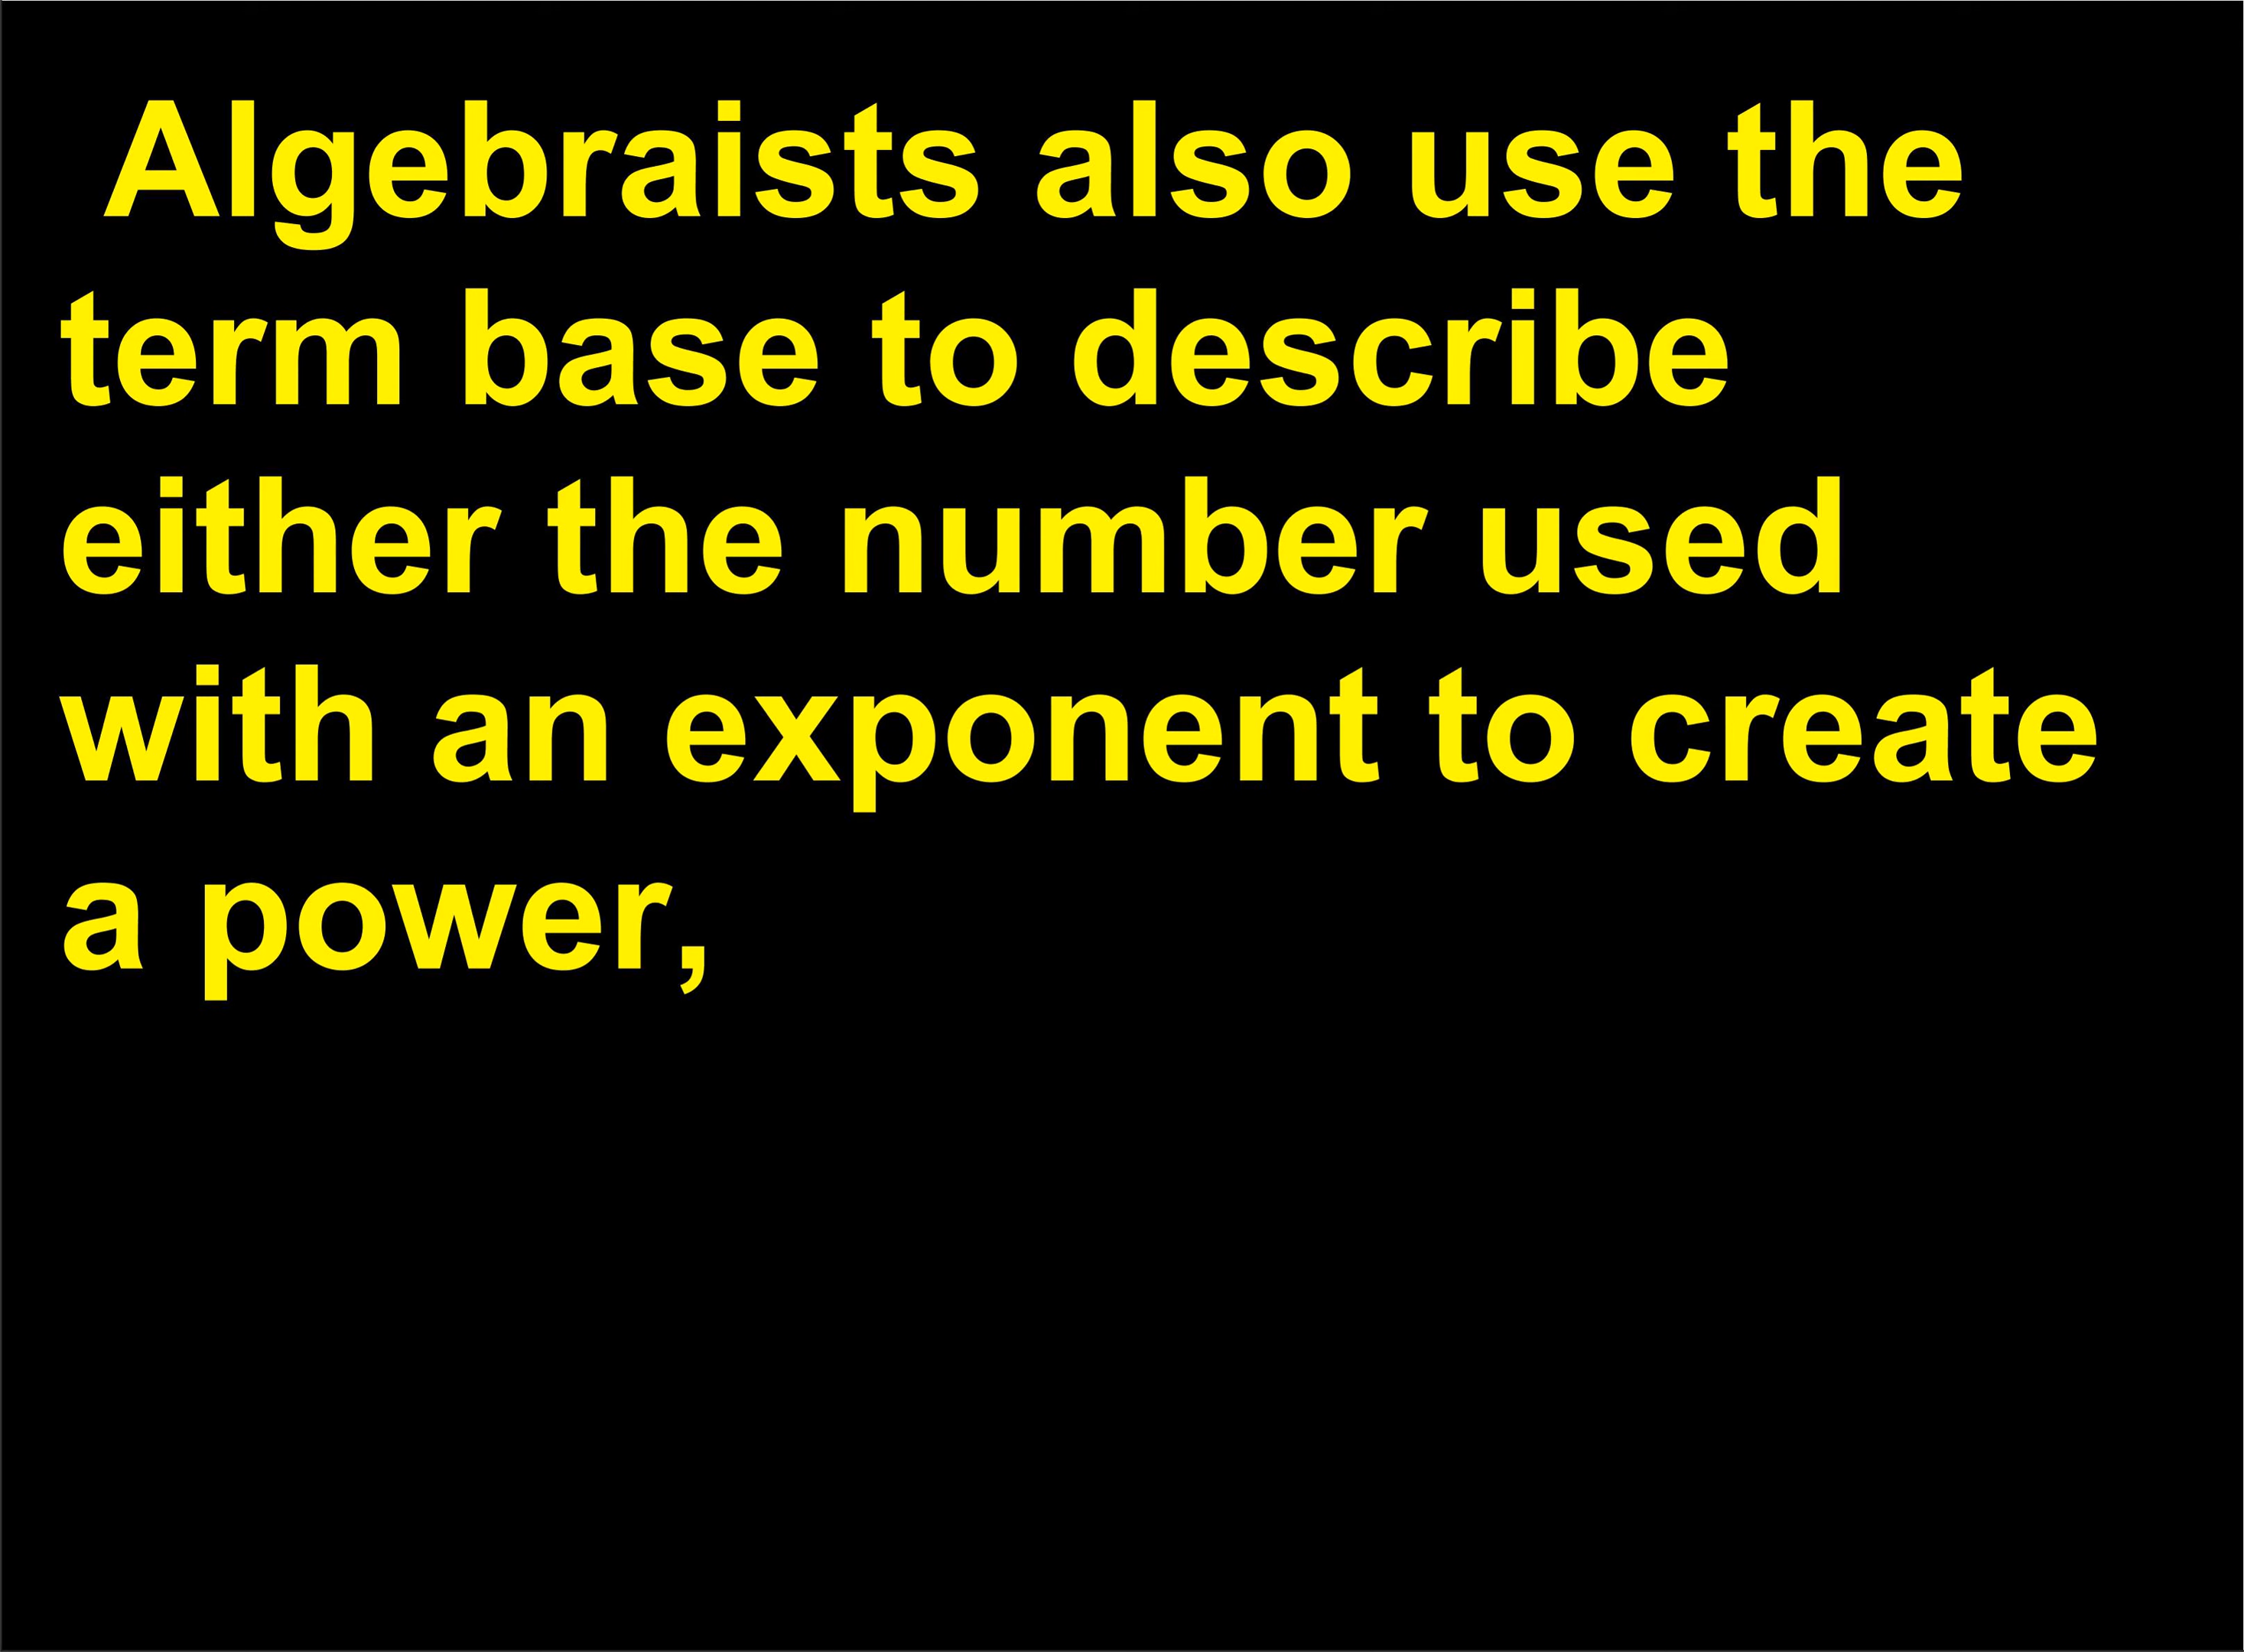 Algebraists also use the
term base to describe
either the number used
with an exponent to create
a power,